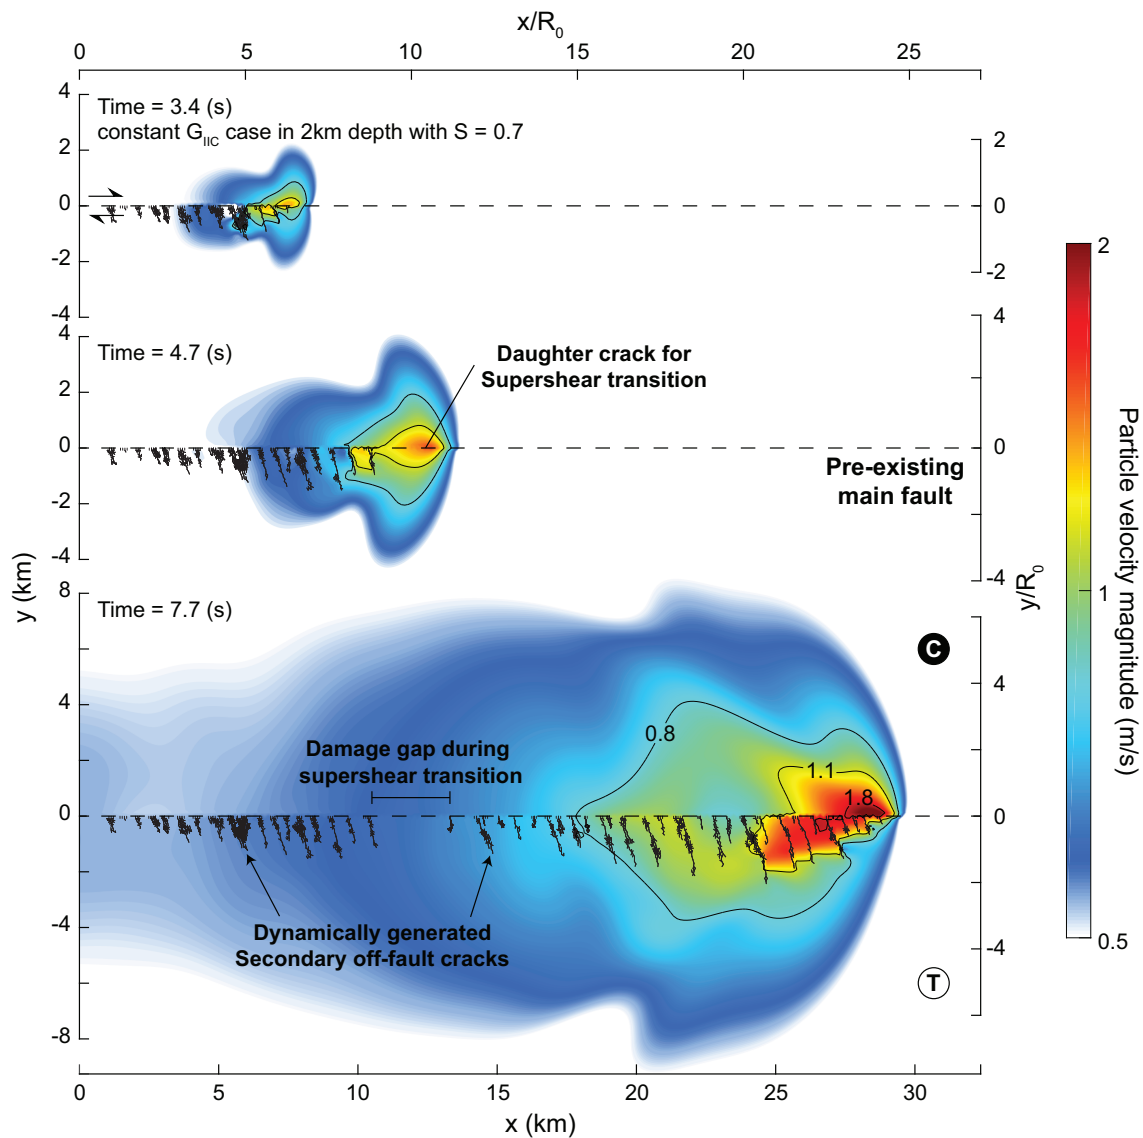 x/R₀
0 5 10 15 20 25
4
2
0
-2
-4
Time = 3.4 (s)
constant G_IIC case in 2km depth with S = 0.7
2
0
-2
4
2
0
-2
-4
Time = 4.7 (s)
Daughter crack for
Supershear transition
Pre-existing
main fault
4
0
-4
y (km)
y/R₀
8
4
0
-4
-8
Time = 7.7 (s)
C
0.8
1.1
1.8
Damage gap during
supershear transition
Dynamically generated
Secondary off-fault cracks
T
4
0
-4
0 5 10 15 20 25 30
x (km)
2
1
0.5
Particle velocity magnitude (m/s)